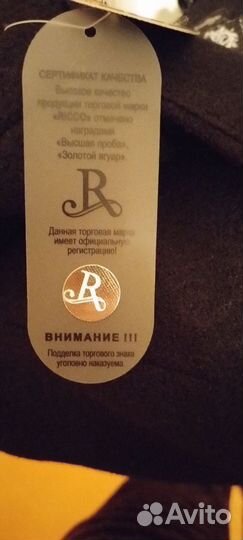 СЕРТИФИКАТ КАЧЕСТВА
Высокое качество
продукции торговой марки
«RICCO» отмечено
наградами
«Высшая проба»,
«Золотой ягуар».
R
Данная торговая марка
имеет официальную
регистрацию!
R
ВНИМАНИЕ !!!
Подделка торгового знака
уголовно наказуема
Avito